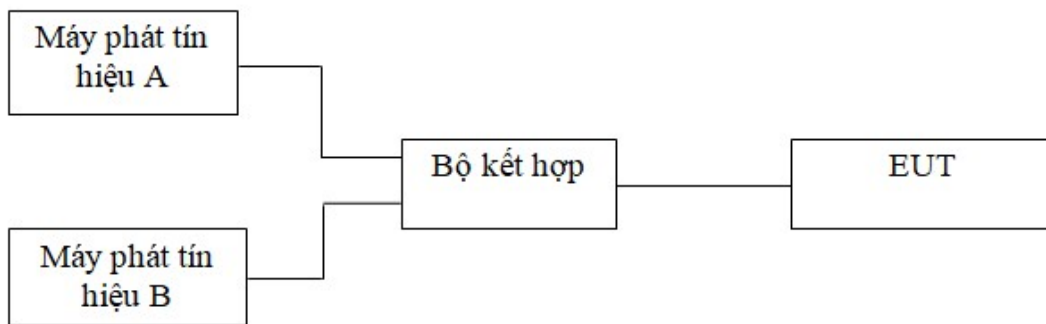 Máy phát tín
hiệu A
Bộ kết hợp
EUT
Máy phát tín
hiệu B